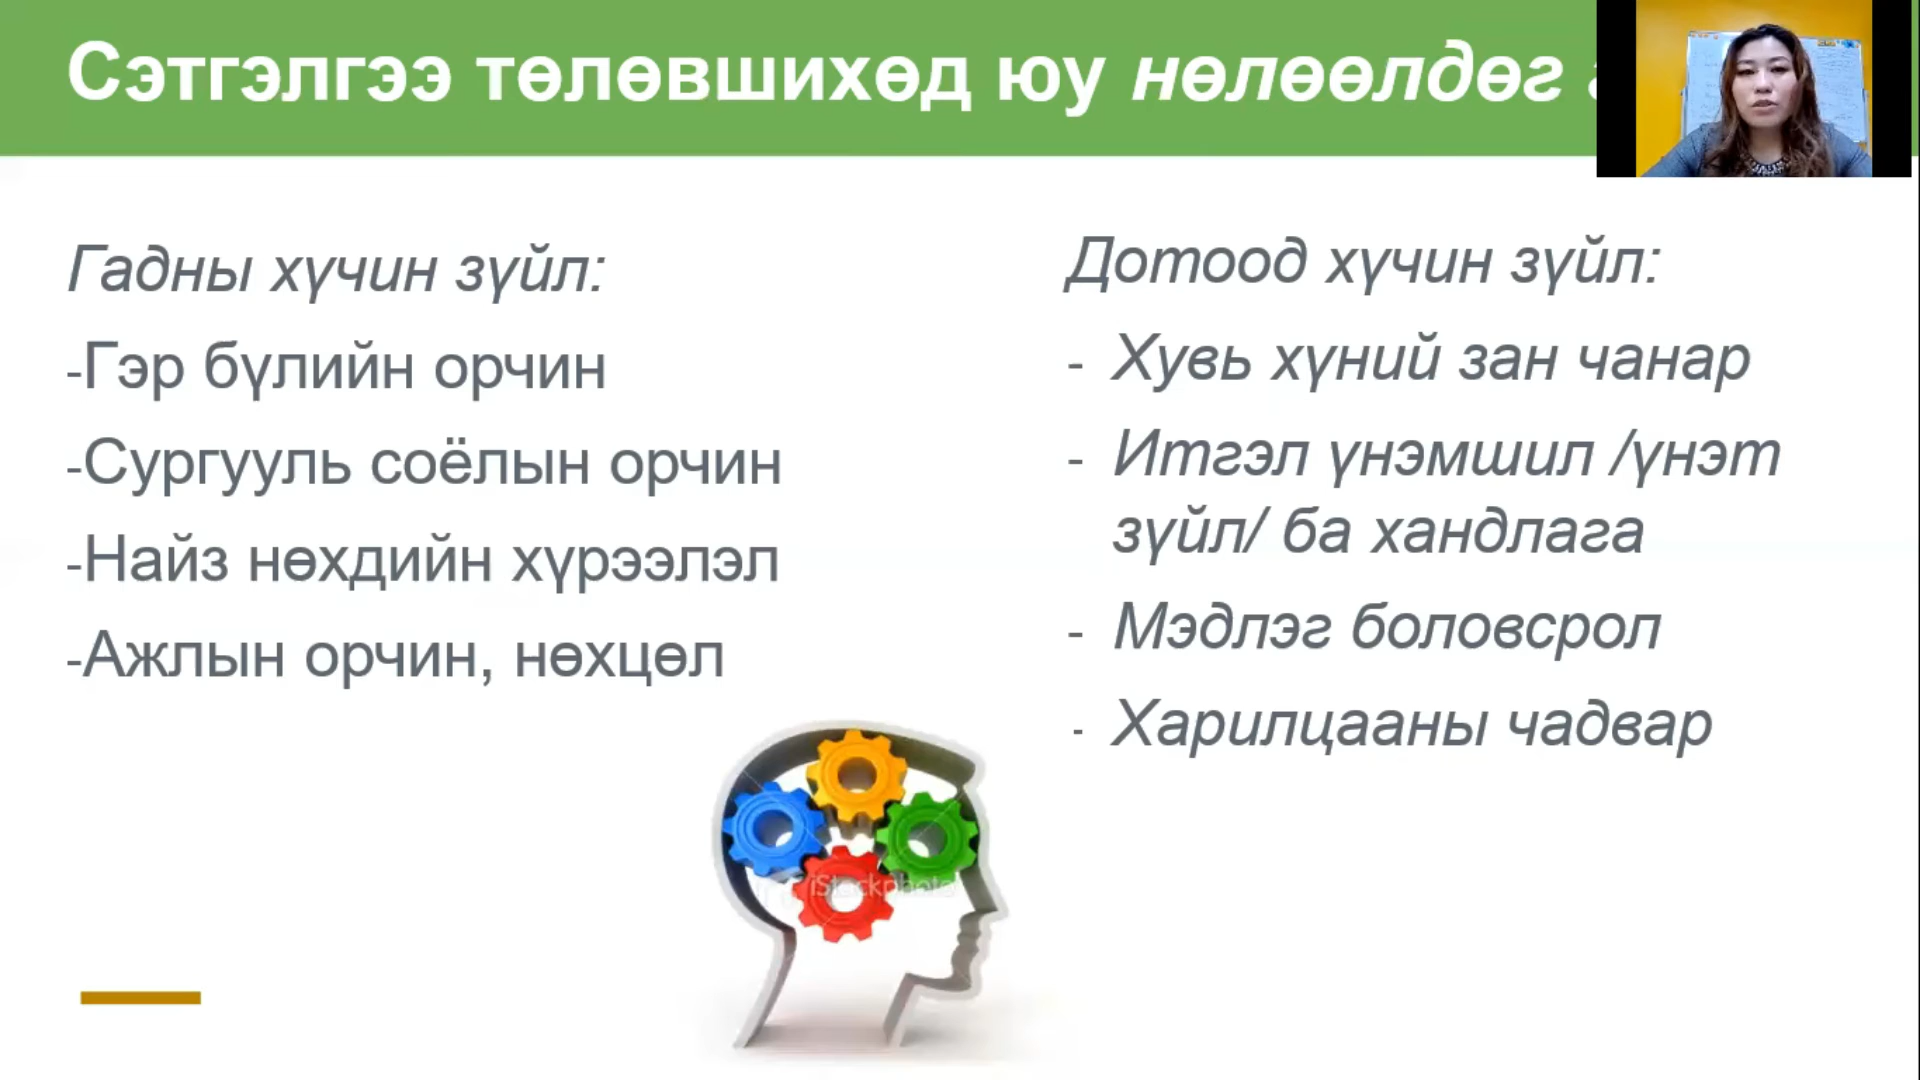 Сэтгэлгээ төлөвшихөд юу нөлөөлдөг
Гадны хүчин зүйл:
-Гэр бүлийн орчин
-Сургууль соёлын орчин
-Найз нөхдийн хүрээлэл
-Ажлын орчин, нөхцөл
Дотоод хүчин зүйл:
- Хувь хүний зан чанар
- Итгэл үнэмшил /үнэт
зүйл/ ба хандлага
- Мэдлэг боловсрол
- Харилцааны чадвар
iStockphoto